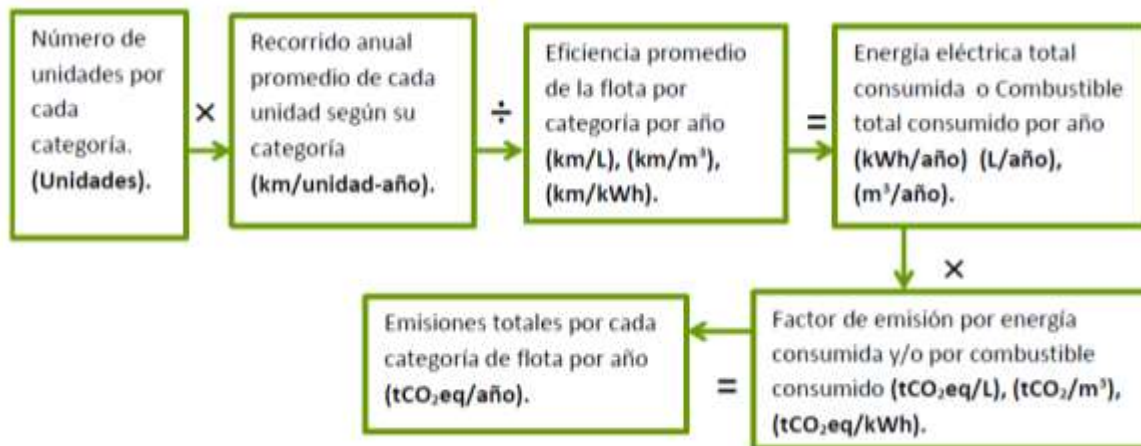 Número de
unidades por
cada
categoría.
(Unidades).
×
Recorrido anual
promedio de cada
unidad según su
categoría
(km/unidad-año).
÷
Eficiencia promedio
de la flota por
categoría por año
(km/L), (km/m³),
(km/kWh).
=
Energía eléctrica total
consumida o Combustible
total consumido por año
(kWh/año) (L/año),
(m³/año).
×
Factor de emisión por energía
consumida y/o por combustible
consumido (tCO₂eq/L), (tCO₂/m³),
(tCO₂eq/kWh).
=
Emisiones totales por cada
categoría de flota por año
(tCO₂eq/año).